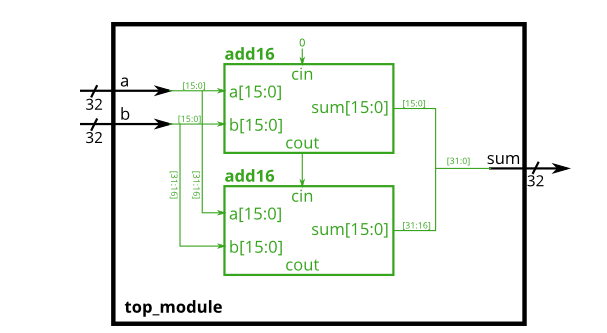 0
add16
cin
a
[15:0]
a[15:0]
32
sum[15:0]
[15:0]
b
[15:0]
b[15:0]
32
cout
[31:0]
sum
32
add16
[31:16]
[31:16]
cin
a[15:0]
sum[15:0]
[31:16]
b[15:0]
cout
top_module